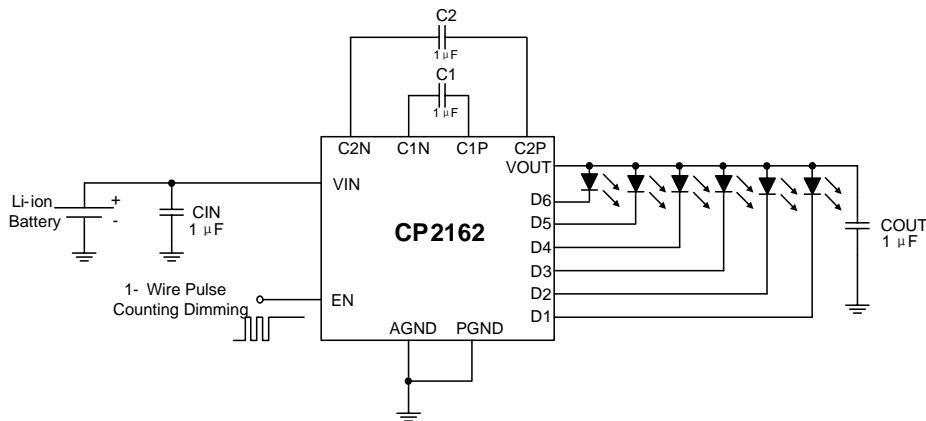 C2
1 μF
C1
1 μF
C2N C1N C1P C2P
VOUT
VIN
Li-ion
Battery
+
-
CIN
1 μF
CP2162
D6
D5
D4
D3
D2
D1
COUT
1 μF
1- Wire Pulse
Counting Dimming
EN
AGND PGND